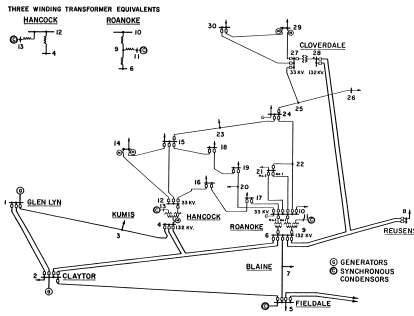 THREE WINDING TRANSFORMER EQUIVALENTS
HANCOCK
ROANOKE
12
C
13
4
10
9
C
11
6
30
29
CLOVERDALE
27
28
33 KV.
132 KV.
25
26
24
23
15
18
14
22
19
21
16
20
17
12
33 KV.
13
C
HANCOCK
33 KV.
10
11
C
ROANOKE
9
6
132 KV.
8
REUSENS
G
1
GLEN LYN
KUMIS
4
132 KV.
3
BLAINE
7
2
CLAYTOR
G
C
5
FIELDALE
G GENERATORS
C SYNCHRONOUS
CONDENSORS